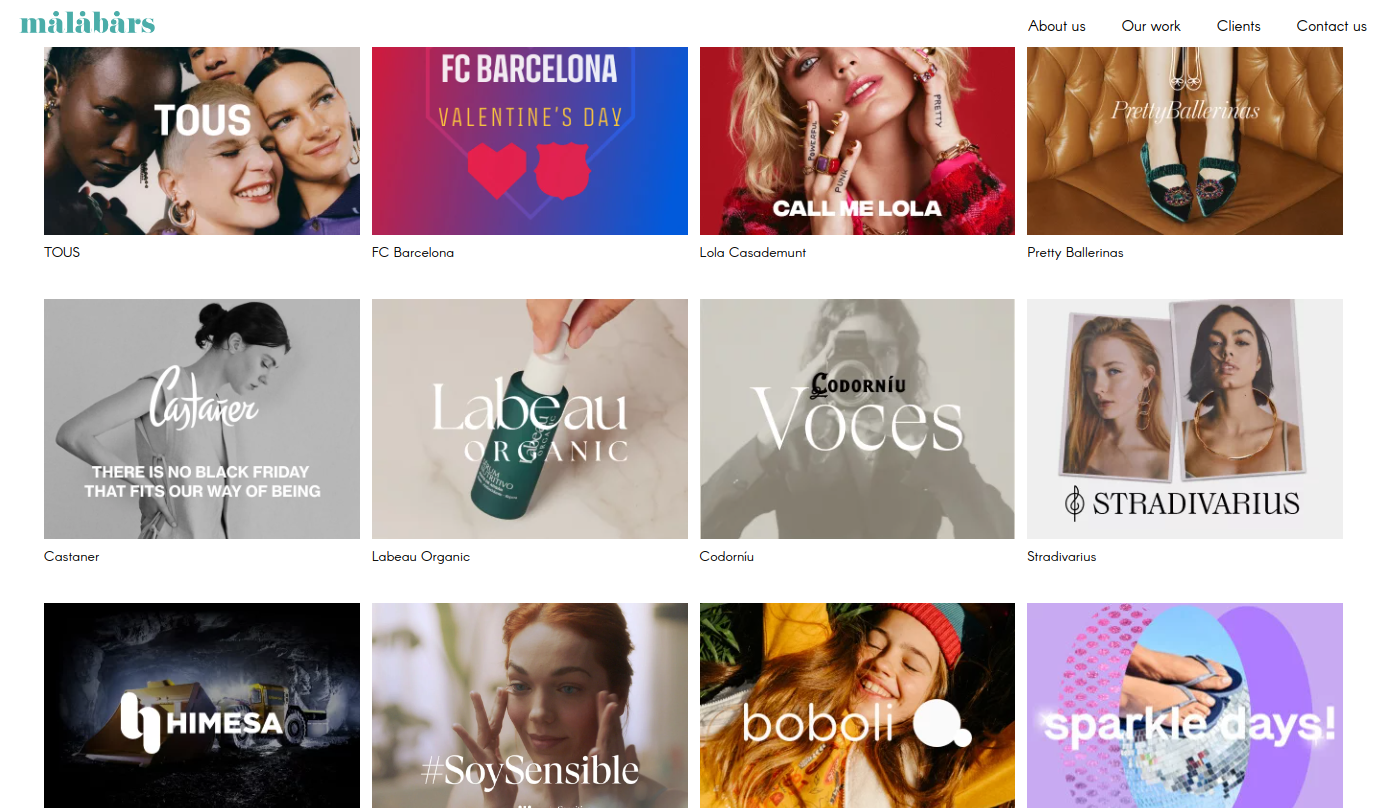 målåbårs
About us
Our work
Clients
Contact us
TOUS
FC BARCELONA
VALENTINE'S DAY
POWERFUL
PUNK
PRETTY
CALL ME LOLA
PrettyBallerinas
TOUS
FC Barcelona
Lola Casademunt
Pretty Ballerinas
Castañer
THERE IS NO BLACK FRIDAY
THAT FITS OUR WAY OF BEING
Labeau
ORGANIC
Codorníu
Voces
STRADIVARIUS
Castaner
Labeau Organic
Codorníu
Stradivarius
HIMESA
#SoySensible
boboli
sparkle days!